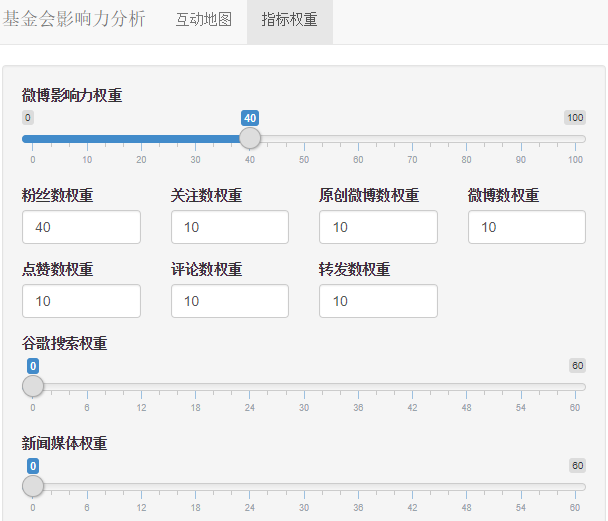 基金会影响力分析 互动地图 指标权重
微博影响力权重
0 40 100
0 10 20 30 40 50 60 70 80 90 100
粉丝数权重 关注数权重 原创微博数权重 微博数权重
40 10 10 10
点赞数权重 评论数权重 转发数权重
10 10 10
谷歌搜索权重
0 60
0 6 12 18 24 30 36 42 48 54 60
新闻媒体权重
0 60
0 6 12 18 24 30 36 42 48 54 60